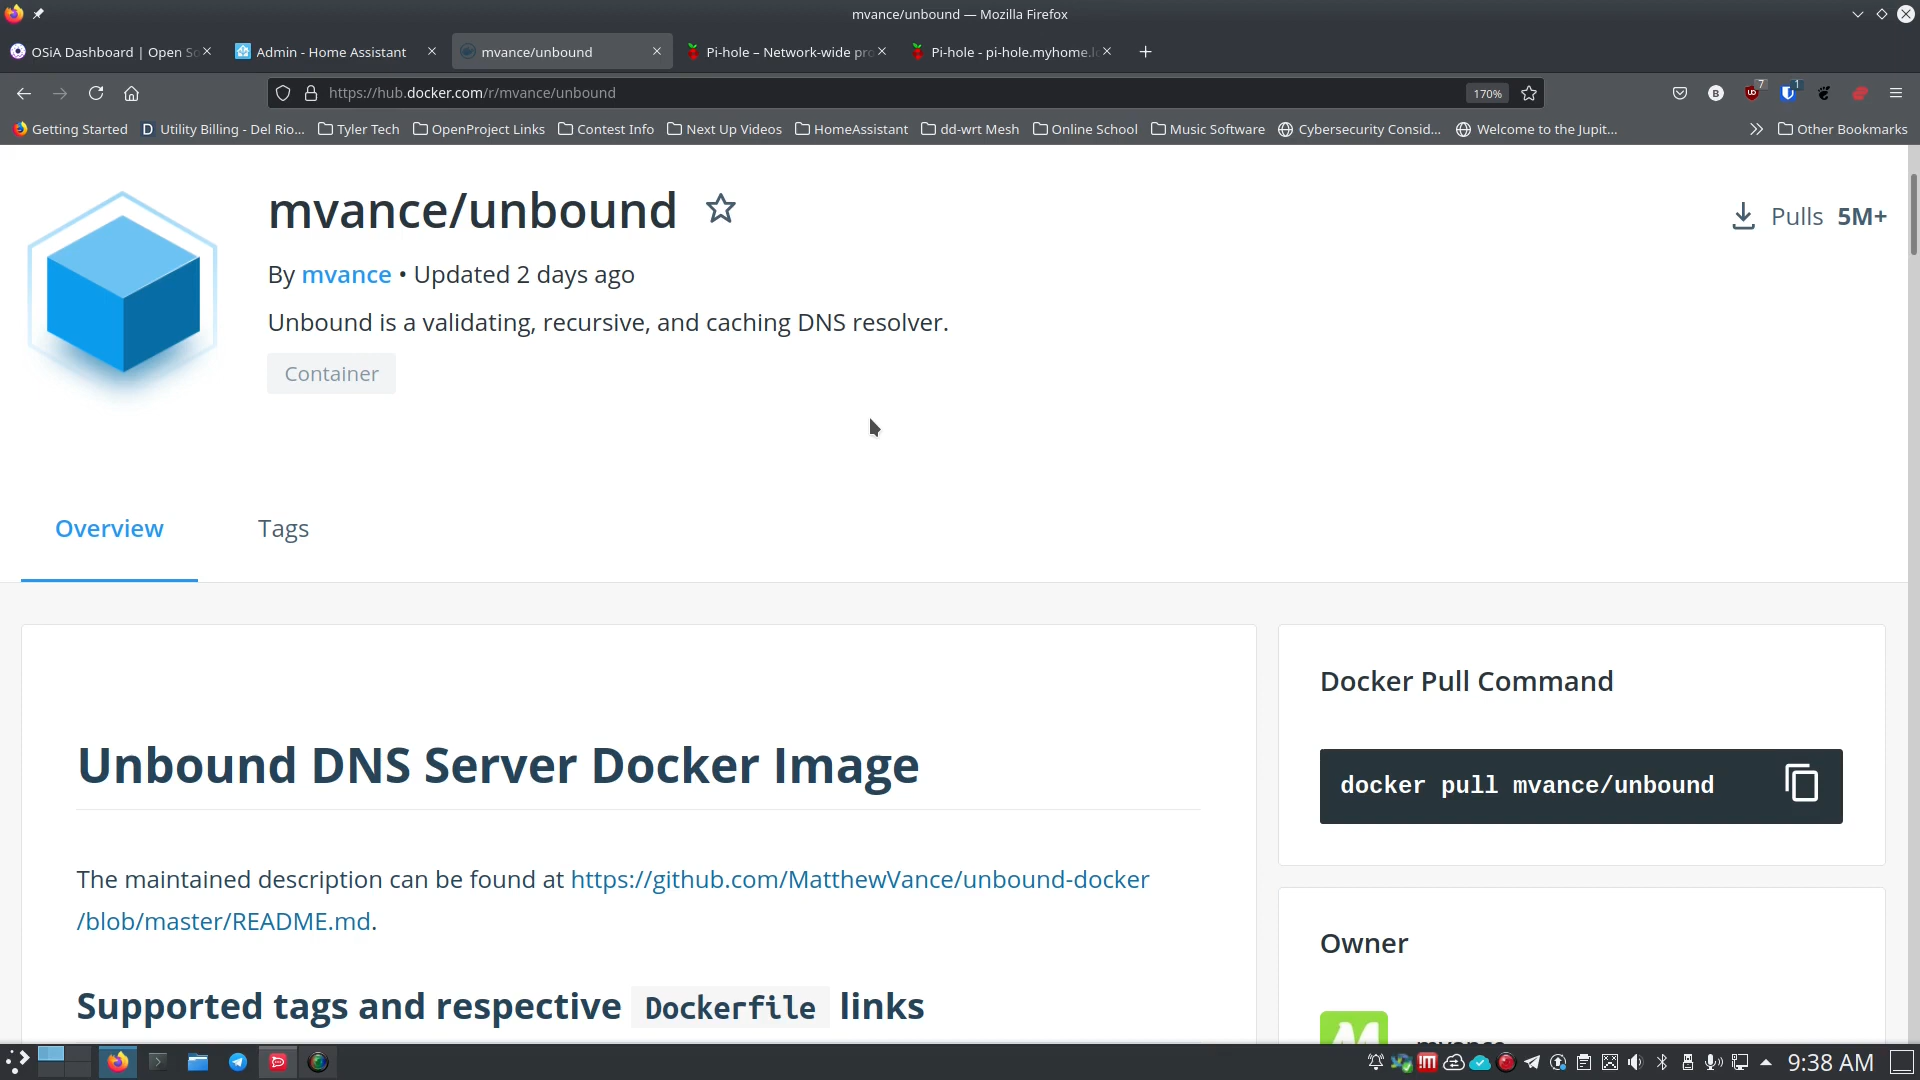 mvance/unbound — Mozilla Firefox
OSiA Dashboard | Open So
Admin - Home Assistant
mvance/unbound
Pi-hole – Network-wide pro
Pi-hole - pi-hole.myhome.lo
https://hub.docker.com/r/mvance/unbound
170%
B
7
1
Getting Started
D Utility Billing - Del Rio...
Tyler Tech
OpenProject Links
Contest Info
Next Up Videos
HomeAssistant
dd-wrt Mesh
Online School
Music Software
Cybersecurity Consid...
Welcome to the Jupit...
Other Bookmarks
mvance/unbound
Pulls 5M+
By mvance • Updated 2 days ago
Unbound is a validating, recursive, and caching DNS resolver.
Container
Overview
Tags
Unbound DNS Server Docker Image
The maintained description can be found at https://github.com/MatthewVance/unbound-docker
/blob/master/README.md.
Supported tags and respective Dockerfile links
Docker Pull Command
docker pull mvance/unbound
Owner
mvance
9:38 AM